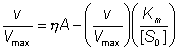 v/V_max = ηA − (v/V_max)(K_m/[S_0])